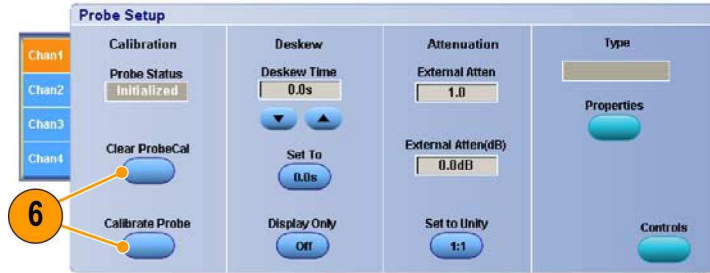 Probe Setup
Chan1
Chan2
Chan3
Chan4
Calibration
Probe Status
Initialized
Clear ProbeCal
Calibrate Probe
6
Deskew
Deskew Time
0.0s
Set To
0.0s
Display Only
Off
Attenuation
External Atten
1.0
External Atten(dB)
0.0dB
Set to Unity
1:1
Type
Properties
Controls